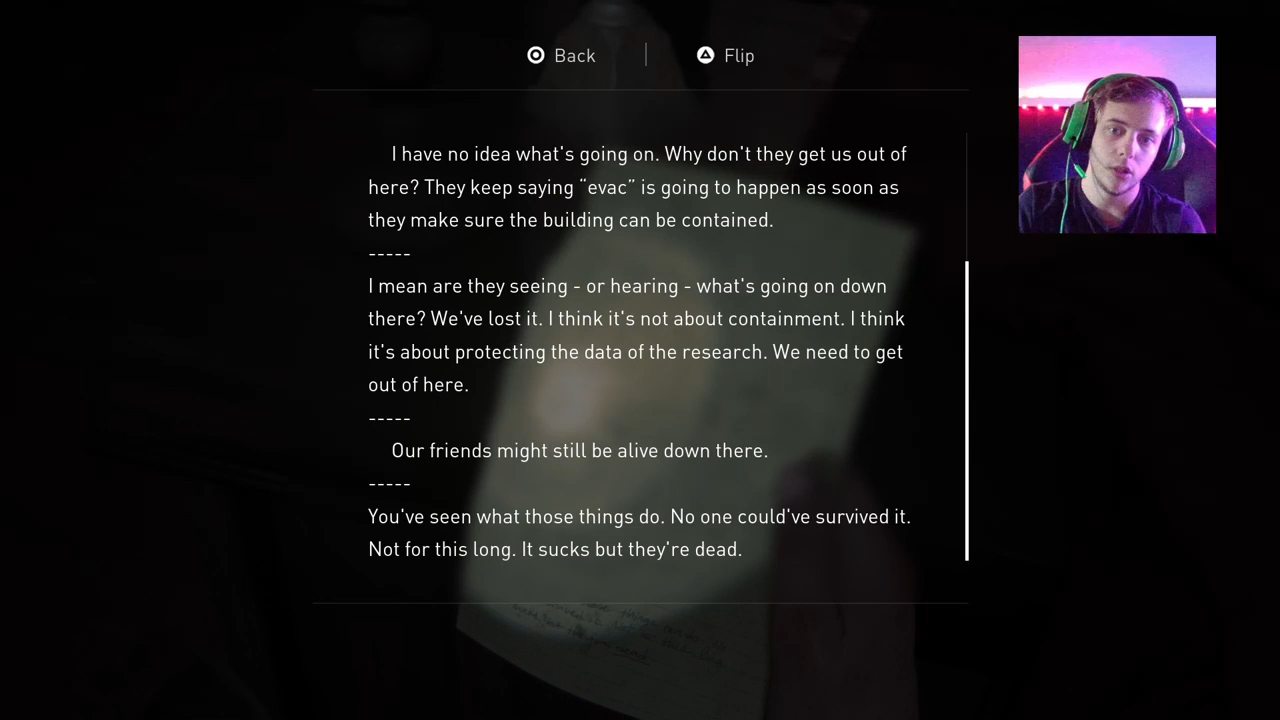 Back | Flip
I have no idea what's going on. Why don't they get us out of
here? They keep saying “evac” is going to happen as soon as
they make sure the building can be contained.
-----
I mean are they seeing - or hearing - what's going on down
there? We've lost it. I think it's not about containment. I think
it's about protecting the data of the research. We need to get
out of here.
-----
Our friends might still be alive down there.
-----
You've seen what those things do. No one could've survived it.
Not for this long. It sucks but they're dead.